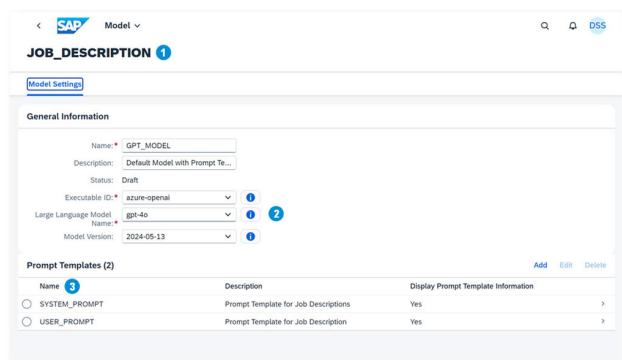 SAP Model DSS
JOB_DESCRIPTION 1
Model Settings
General Information
Name:* GPT_MODEL
Description: Default Model with Prompt Te...
Status: Draft
Executable ID:* azure-openai
Large Language Model gpt-4o 2
Name:*
Model Version: 2024-05-13
Prompt Templates (2) Add Edit Delete
Name 3 Description Display Prompt Template Information
SYSTEM_PROMPT Prompt Template for Job Descriptions Yes
USER_PROMPT Prompt Template for Job Description Yes